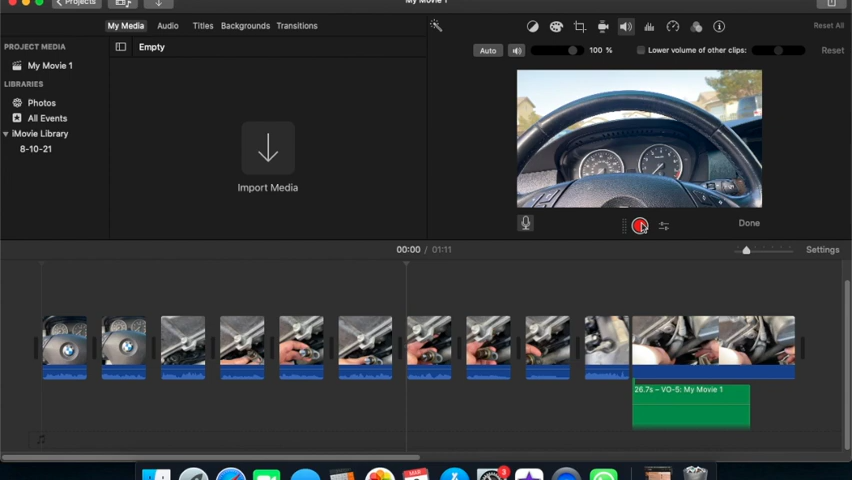 Projects
My Movie 1
My Media Audio Titles Backgrounds Transitions
Reset All
PROJECT MEDIA
My Movie 1
LIBRARIES
Photos
All Events
iMovie Library
8-10-21
Empty
Import Media
Auto 100 % Lower volume of other clips: Reset
Done
00:00 / 01:11
Settings
26.7s – VO-5: My Movie 1
3